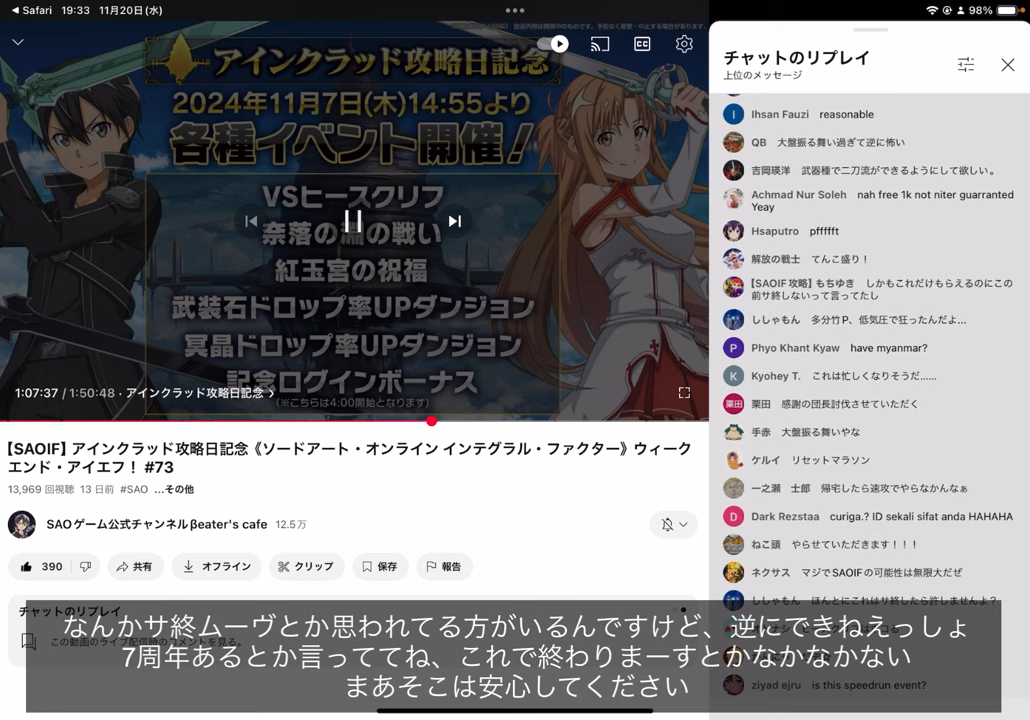 Safari 19:33 11月20日(水)
98%
アインクラッド攻略日記念
2024年11月7日(木)14:55より
各種イベント開催!
VSヒースクリフ
奈落の淵の戦い
紅玉宮の祝福
武装石ドロップ率UPダンジョン
冥晶ドロップ率UPダンジョン
記念ログインボーナス
(※こちらは4:00開始となります)
1:07:37 / 1:50:48・アインクラッド攻略日記念
【SAOIF】アインクラッド攻略日記念《ソードアート・オンライン インテグラル・ファクター》ウィーク
エンド・アイエフ! #73
13,969 回視聴 13 日前 #SAO ...その他
SAOゲーム公式チャンネルβeater's cafe 12.5万
390 共有 オフライン クリップ 保存 報告
チャットのリプレイ
この動画のライブ配信時のコメントを見る。
チャットのリプレイ
上位のメッセージ
Ihsan Fauzi reasonable
QB 大盤振る舞い過ぎて逆に怖い
吉岡瑛洋 武器種で二刀流ができるようにして欲しい。
Achmad Nur Soleh nah free 1k not niter guarranted
Yeay
Hsaputro pffffft
解放の戦士 てんこ盛り!
【SAOIF攻略】もちゆき しかもこれだけもらえるのにこの
前サ終しないって言ってたし
ししゃもん 多分竹P、低気圧で狂ったんだよ...
Phyo Khant Kyaw have myanmar?
Kyohey T. これは忙しくなりそうだ......
栗田 感謝の団長討伐させていただく
手赤 大盤振る舞いやな
ケルイ リセットマラソン
一之瀬 士郎 帰宅したら速攻でやらなかんなぁ
Dark Rezstaa curiga.? ID sekali sifat anda HAHAHA
ねこ頭 やらせていただきます!!!
ネクサス マジでSAOIFの可能性は無限大だぜ
ししゃもん ほんとにこれはサ終したら許しませんよ?
ziyad ejru is this speedrun event?
なんかサ終ムーヴとか思われてる方がいるんですけど、逆にできねえっしょ
7周年あるとか言っててね、これで終わりまーすとかなかなかない
まあそこは安心してください